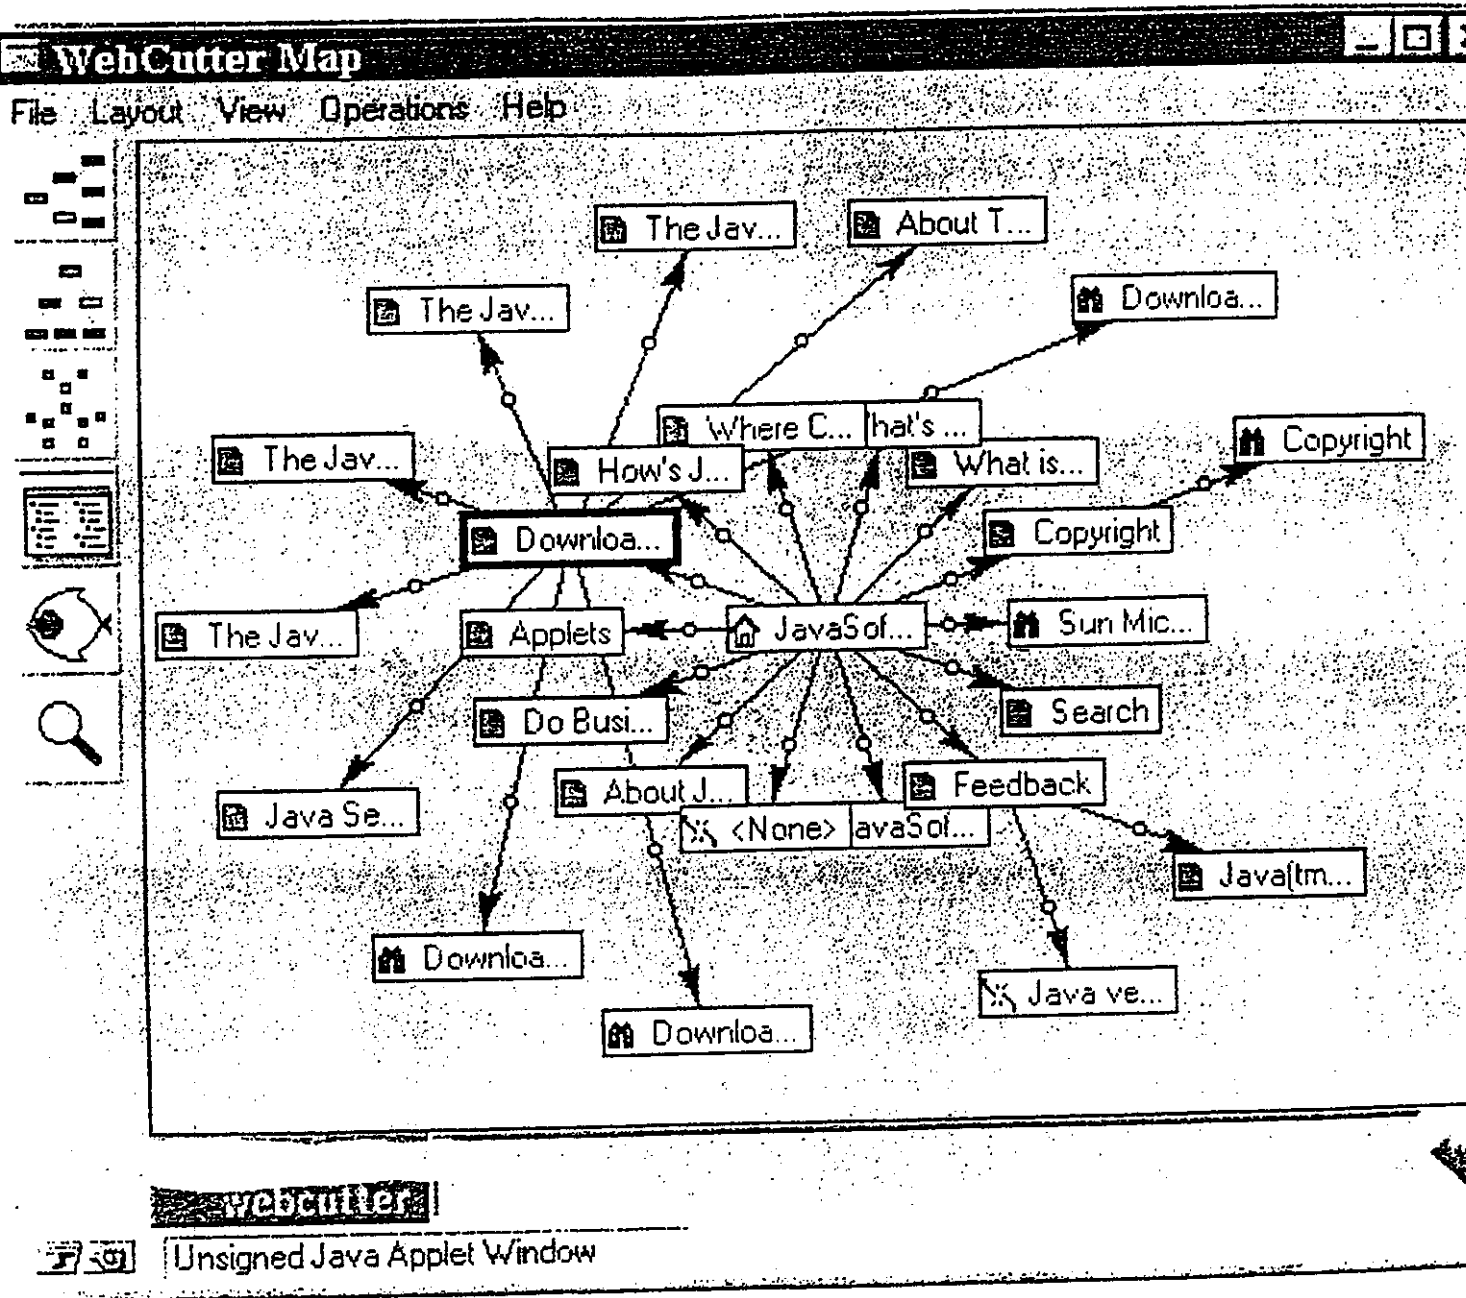 WebCutter Map
File Layout View Operations Help
The Jav...
About T...
The Jav...
Downloa...
Where C...
hat's ...
Copyright
The Jav...
How's J...
What is...
Downloa...
Copyright
The Jav...
Applets
JavaSof...
Sun Mic...
Do Busi...
Search
Java Se...
About J...
<None>
avaSof...
Feedback
Java(tm...
Downloa...
Java ve...
Downloa...
webcutter
Unsigned Java Applet Window